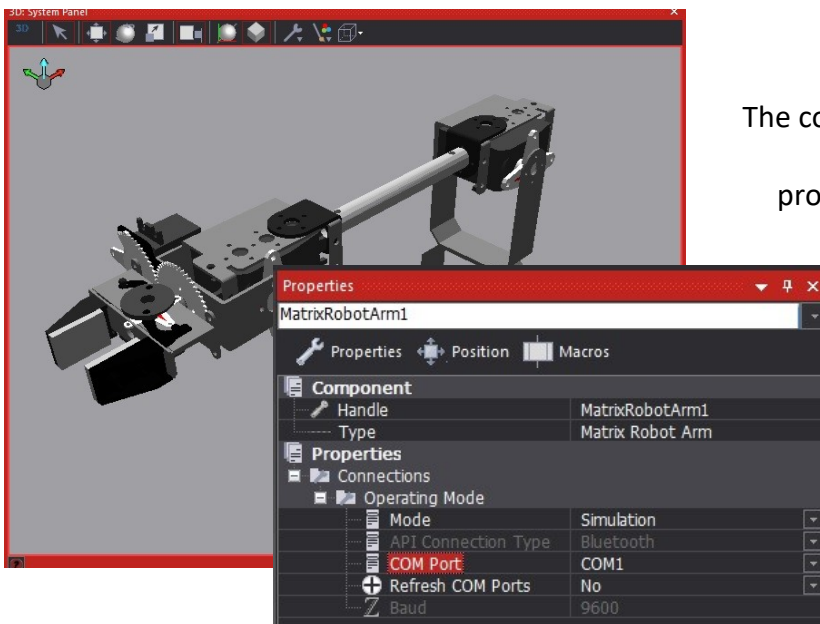 3D: System Panel
3D
The co
pro
Properties
MatrixRobotArm1
Properties Position Macros
Component
Handle MatrixRobotArm1
Type Matrix Robot Arm
Properties
Connections
Operating Mode
Mode Simulation
API Connection Type Bluetooth
COM Port COM1
Refresh COM Ports No
Baud 9600